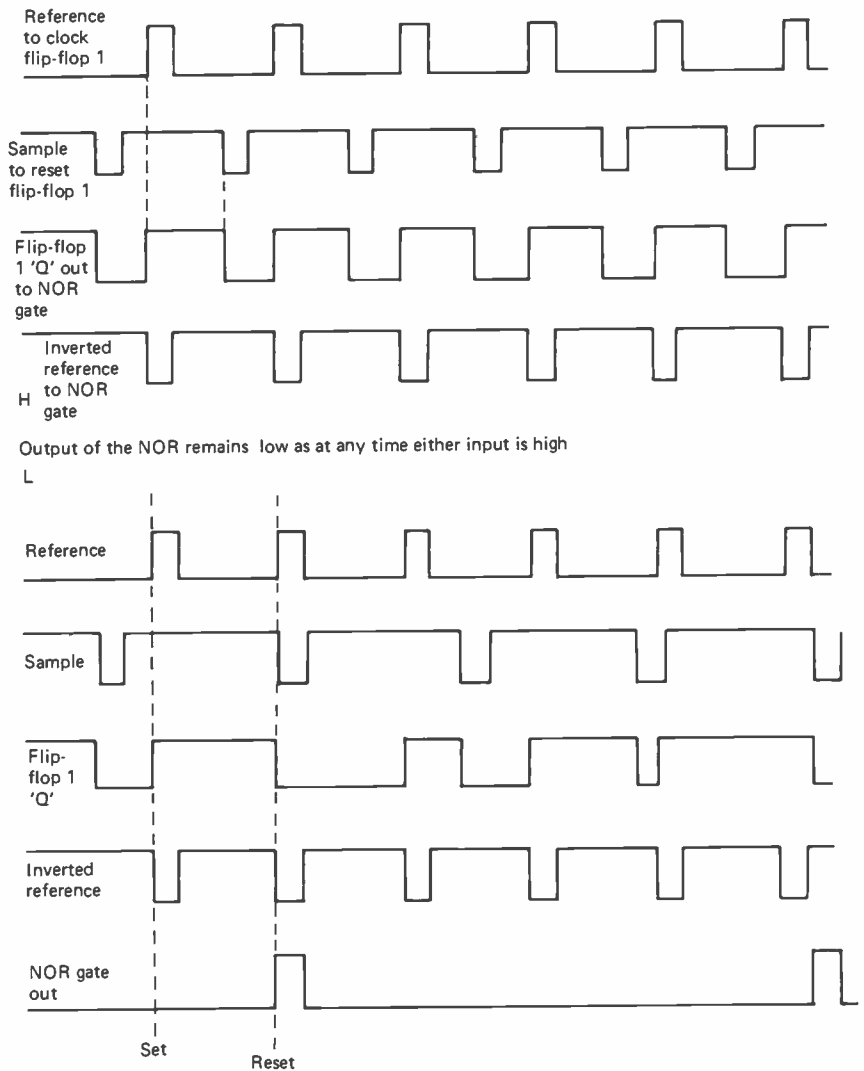 Reference
to clock
flip-flop 1
Sample
to reset
flip-flop 1
Flip-flop
1 'Q' out
to NOR
gate
Inverted
reference
to NOR
gate
H
Output of the NOR remains low as at any time either input is high
L
Reference
Sample
Flip-
flop 1
'Q'
Inverted
reference
NOR gate
out
Set
Reset